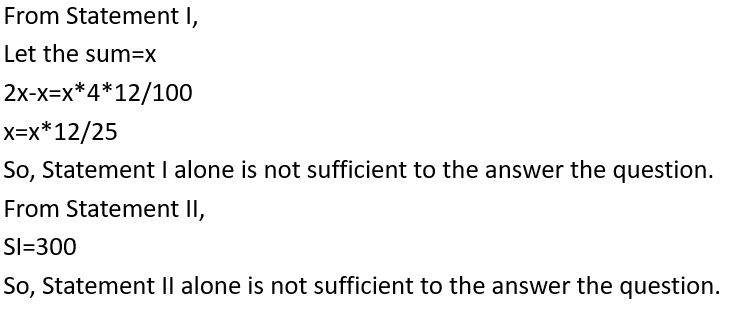 From Statement I,
Let the sum=x
2x-x=x*4*12/100
x=x*12/25
So, Statement I alone is not sufficient to the answer the question.
From Statement II,
SI=300
So, Statement II alone is not sufficient to the answer the question.